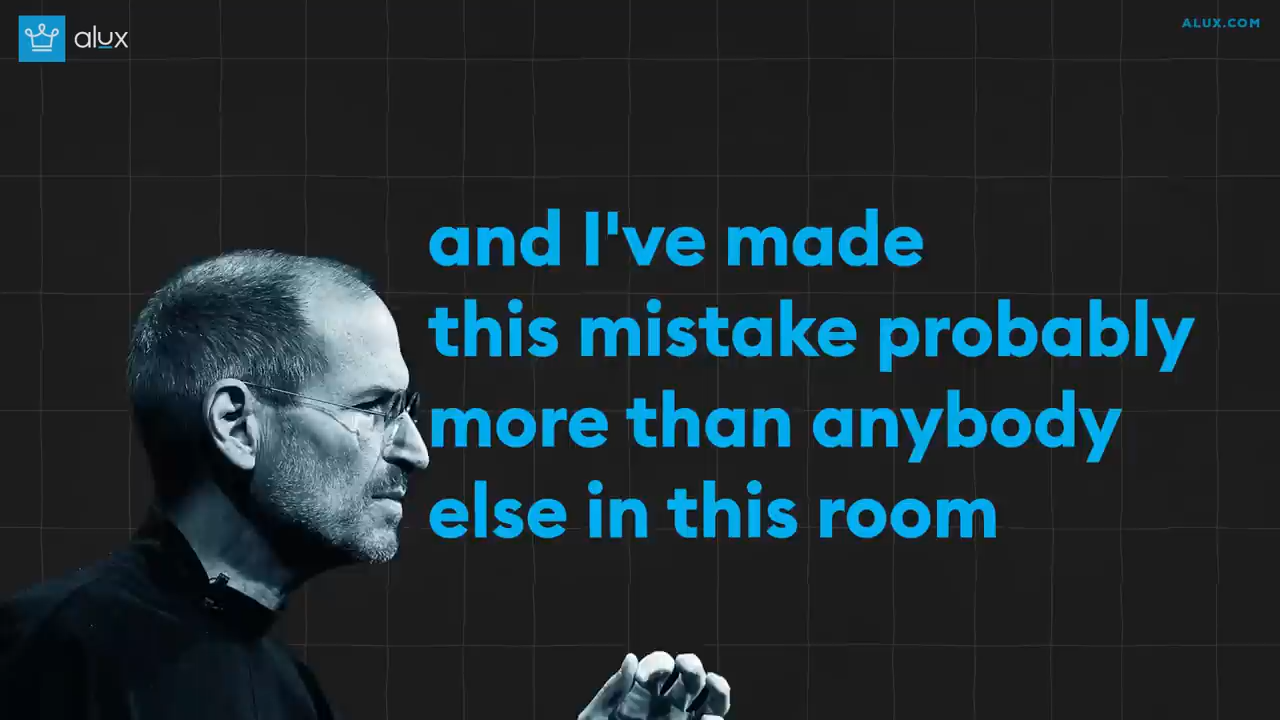 alux
ALUX.COM
and I've made
this mistake probably
more than anybody
else in this room